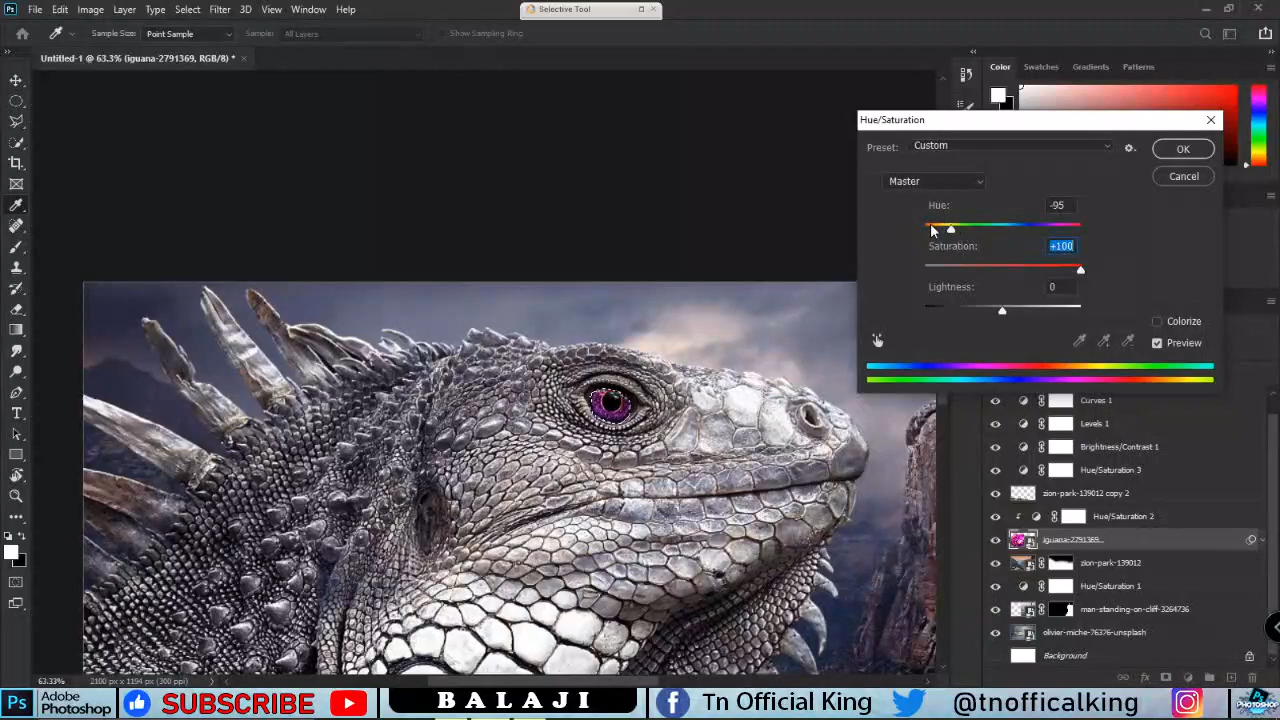 Ps File Edit Image Layer Type Select Filter 3D View Window Help
Selective Tool
Sample Size: Point Sample Sample: All Layers Show Sampling Ring
Untitled-1 @ 63.3% (iguana-2791369, RGB/8) *
Color Swatches Gradients Patterns
Hue/Saturation
Preset: Custom
OK
Master
Cancel
Hue: -95
Saturation: +100
Lightness: 0
Colorize
Preview
Curves 1
Levels 1
Brightness/Contrast 1
Hue/Saturation 3
zion-park-139012 copy 2
Hue/Saturation 2
iguana-2791369...
zion-park-139012
Hue/Saturation 1
man-standing-on-cliff-3264736
olivier-miche-76376-unsplash
Background
63.33% 2100 px x 1194 px (300 ppi)
Ps Adobe Photoshop SUBSCRIBE BALAJI Tn Official King @tnofficalking